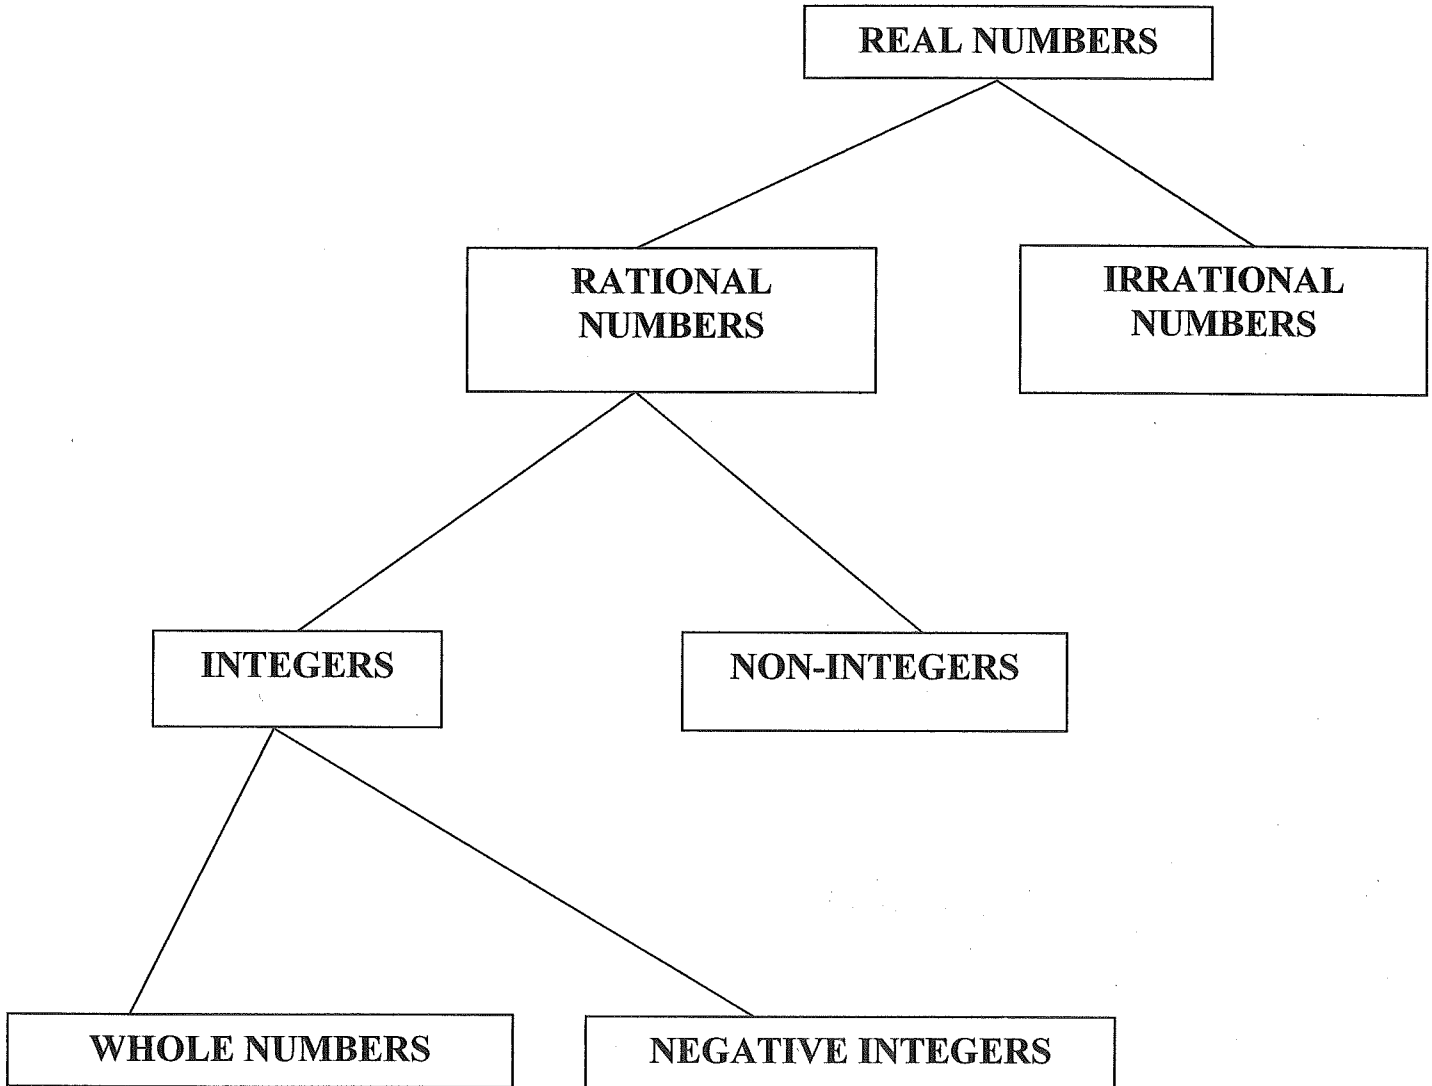 REAL NUMBERS
RATIONAL
NUMBERS
IRRATIONAL
NUMBERS
INTEGERS
NON-INTEGERS
WHOLE NUMBERS
NEGATIVE INTEGERS